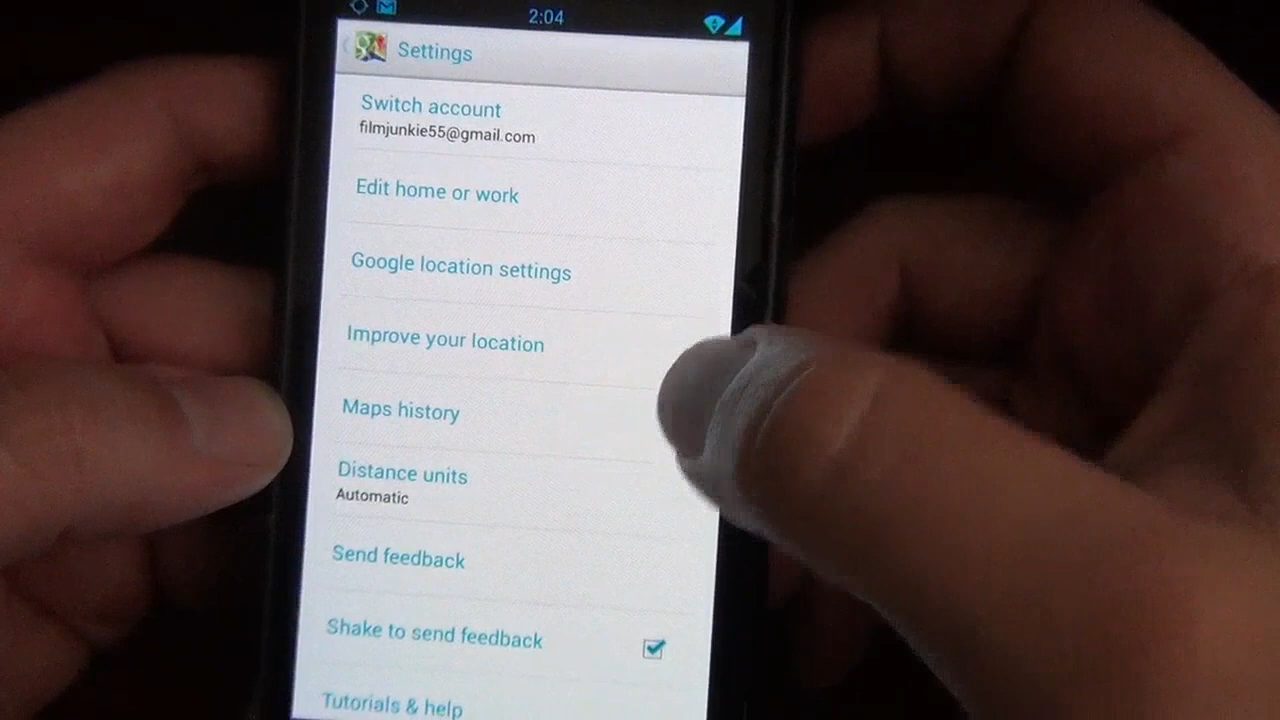 2:04
Settings
Switch account
filmjunkie55@gmail.com
Edit home or work
Google location settings
Improve your location
Maps history
Distance units
Automatic
Send feedback
Shake to send feedback
Tutorials & help